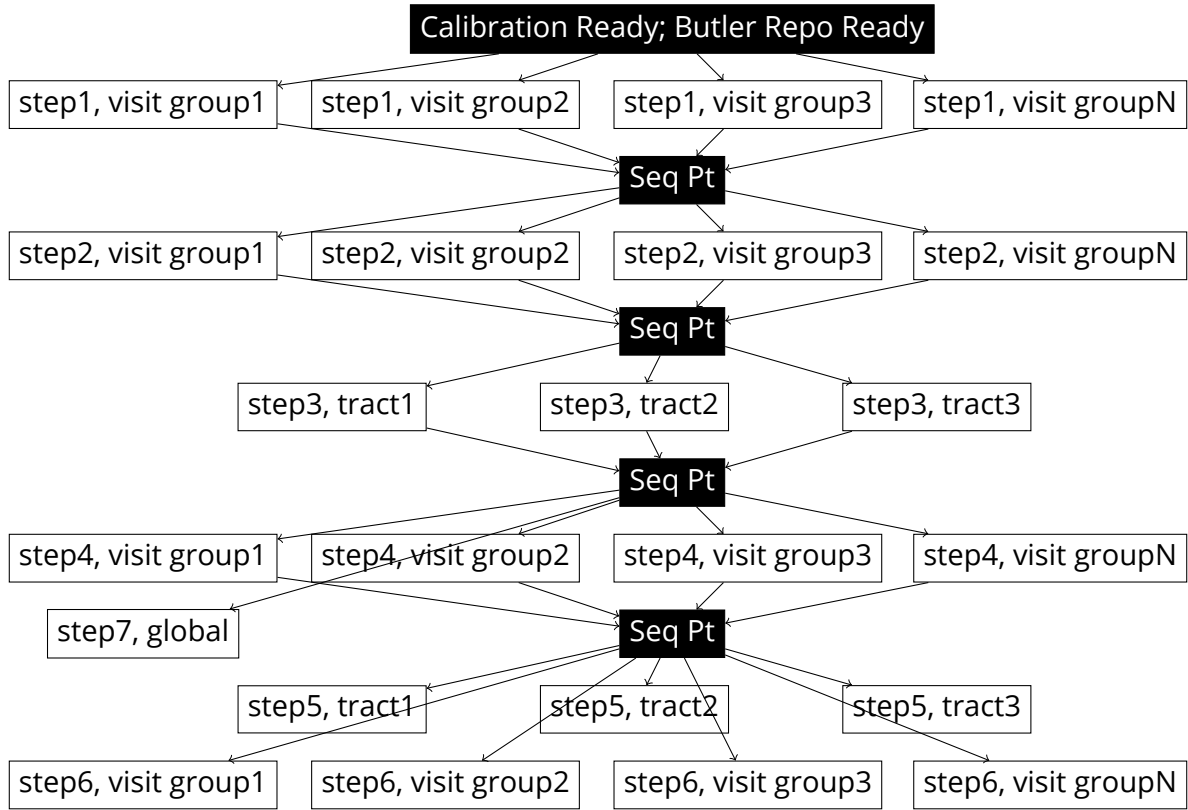 Calibration Ready; Butler Repo Ready
step1, visit group1
step1, visit group2
step1, visit group3
step1, visit groupN
Seq Pt
step2, visit group1
step2, visit group2
step2, visit group3
step2, visit groupN
Seq Pt
step3, tract1
step3, tract2
step3, tract3
Seq Pt
step4, visit group1
step4, visit group2
step4, visit group3
step4, visit groupN
step7, global
Seq Pt
step5, tract1
step5, tract2
step5, tract3
step6, visit group1
step6, visit group2
step6, visit group3
step6, visit groupN